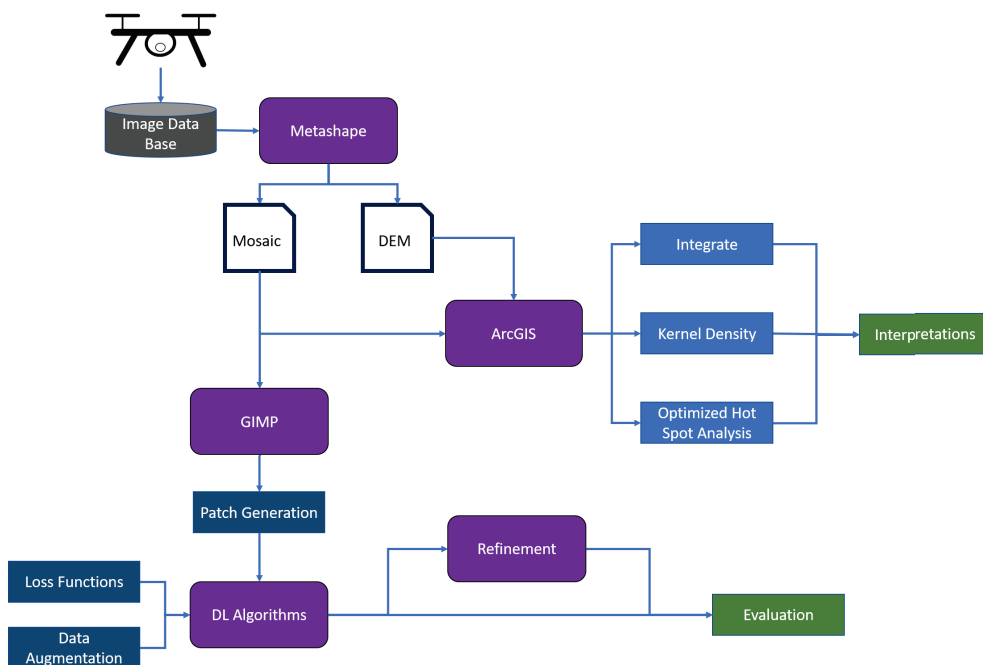 Image Data
Base
Metashape
Mosaic
DEM
Integrate
ArcGIS
Kernel Density
Interpretations
GIMP
Optimized Hot
Spot Analysis
Patch Generation
Refinement
Loss Functions
DL Algorithms
Evaluation
Data
Augmentation